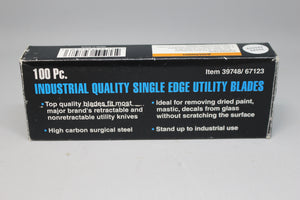 100 Pc.
Item 39748/ 67123
INDUSTRIAL QUALITY SINGLE EDGE UTILITY BLADES
• Top quality blades fit most
major brand's retractable and
nonretractable utility knives
• High carbon surgical steel
• Ideal for removing dried paint,
mastic, decals from glass
without scratching the surface
• Stand up to industrial use